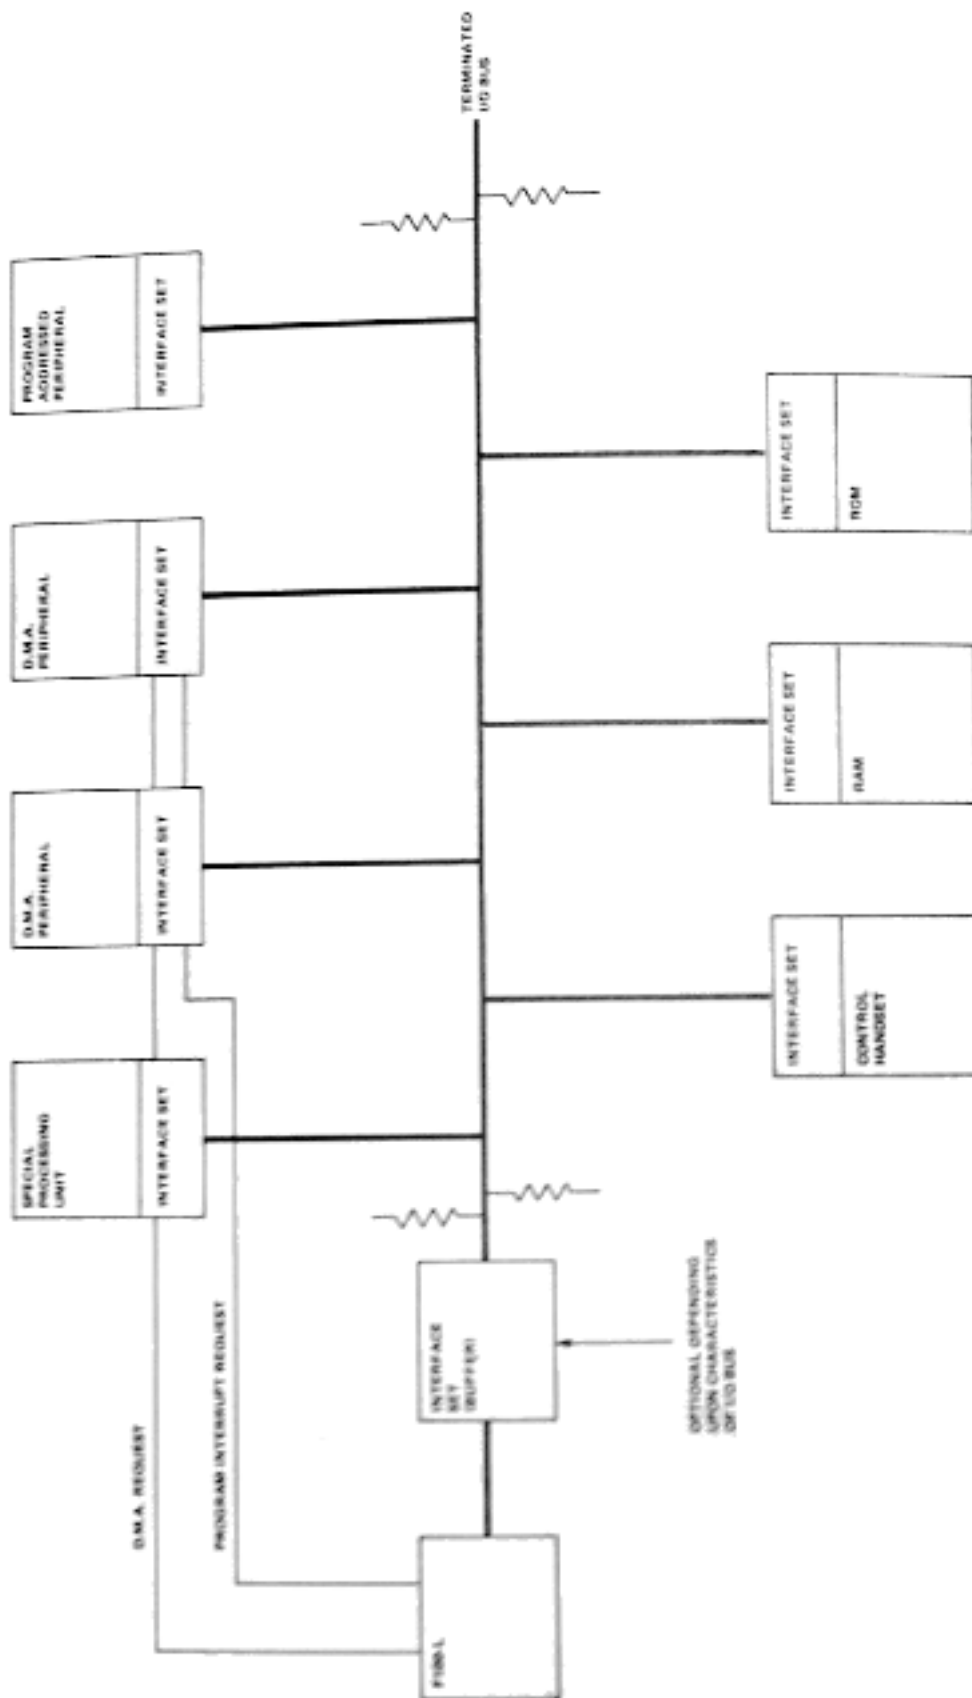 SPECIAL
PROCESSING
UNIT
INTERFACE SET
D.M.A.
PERIPHERAL
INTERFACE SET
D.M.A.
PERIPHERAL
INTERFACE SET
PROGRAM
ADDRESSED
PERIPHERAL
INTERFACE SET
D.M.A. REQUEST
PROGRAM INTERRUPT REQUEST
F100-L
INTERFACE
SET
(BUFFER)
TERMINATED
I/O BUS
OPTIONAL DEPENDING
UPON CHARACTERISTICS
OF I/O BUS
INTERFACE SET
CONTROL
HANDSET
INTERFACE SET
RAM
INTERFACE SET
ROM